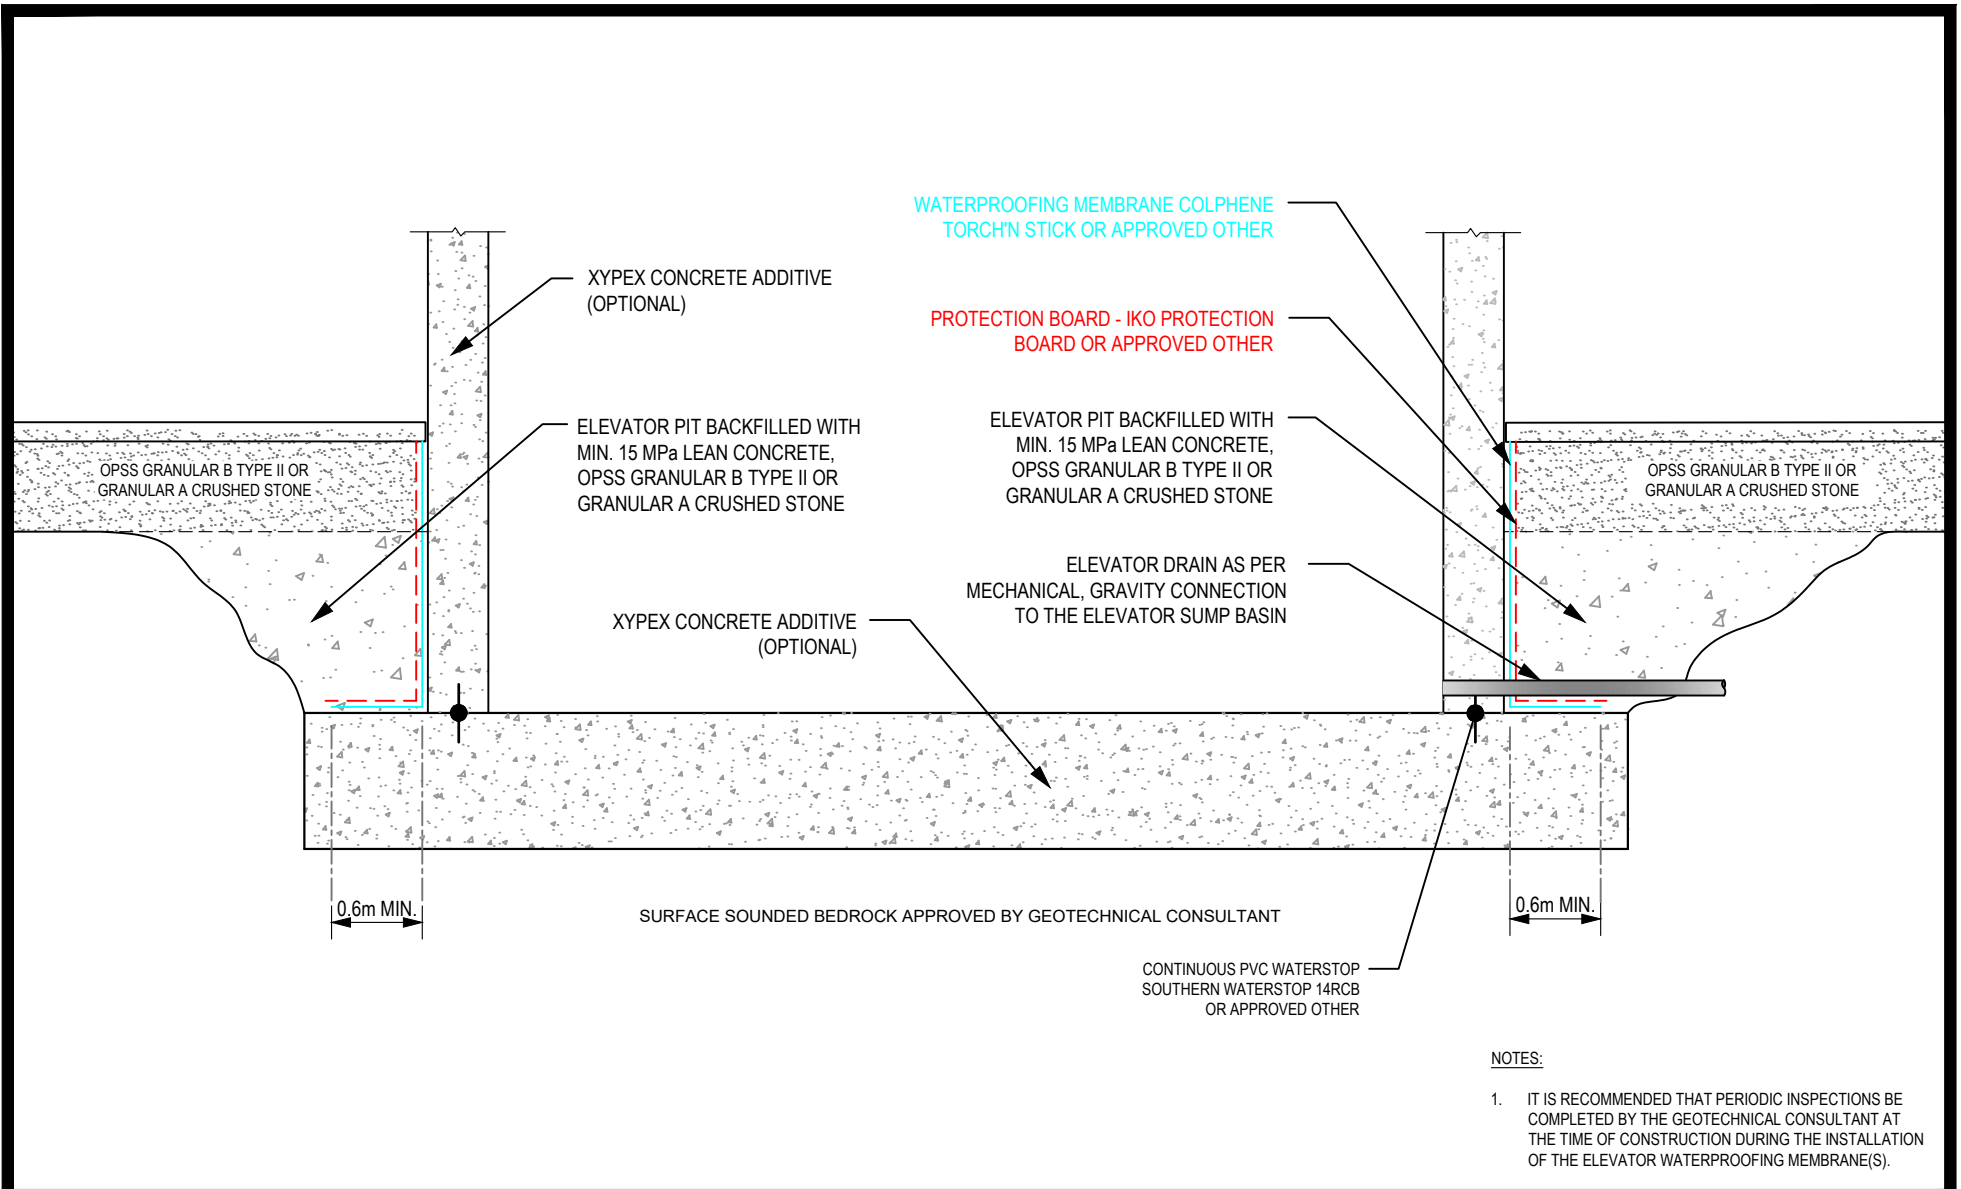 WATERPROOFING MEMBRANE COLPHENE
TORCH'N STICK OR APPROVED OTHER
XYPEX CONCRETE ADDITIVE
(OPTIONAL)
PROTECTION BOARD - IKO PROTECTION
BOARD OR APPROVED OTHER
ELEVATOR PIT BACKFILLED WITH
MIN. 15 MPa LEAN CONCRETE,
OPSS GRANULAR B TYPE II OR
GRANULAR A CRUSHED STONE
ELEVATOR PIT BACKFILLED WITH
MIN. 15 MPa LEAN CONCRETE,
OPSS GRANULAR B TYPE II OR
GRANULAR A CRUSHED STONE
OPSS GRANULAR B TYPE II OR
GRANULAR A CRUSHED STONE
OPSS GRANULAR B TYPE II OR
GRANULAR A CRUSHED STONE
ELEVATOR DRAIN AS PER
MECHANICAL, GRAVITY CONNECTION
TO THE ELEVATOR SUMP BASIN
XYPEX CONCRETE ADDITIVE
(OPTIONAL)
0.6m MIN.
SURFACE SOUNDED BEDROCK APPROVED BY GEOTECHNICAL CONSULTANT
0.6m MIN.
CONTINUOUS PVC WATERSTOP
SOUTHERN WATERSTOP 14RCB
OR APPROVED OTHER
NOTES:
1. IT IS RECOMMENDED THAT PERIODIC INSPECTIONS BE
COMPLETED BY THE GEOTECHNICAL CONSULTANT AT
THE TIME OF CONSTRUCTION DURING THE INSTALLATION
OF THE ELEVATOR WATERPROOFING MEMBRANE(S).